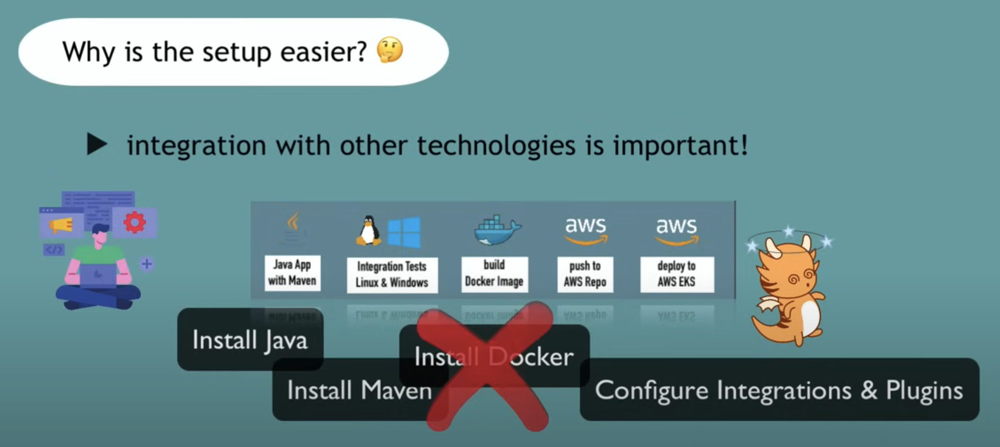 Why is the setup easier? 🤔
integration with other technologies is important!
</>
aws
aws
Java App
with Maven
Integration Tests
Linux & Windows
build
Docker Image
push to
AWS Repo
deploy to
AWS EKS
Install Java
Install Docker
Install Maven
Configure Integrations & Plugins